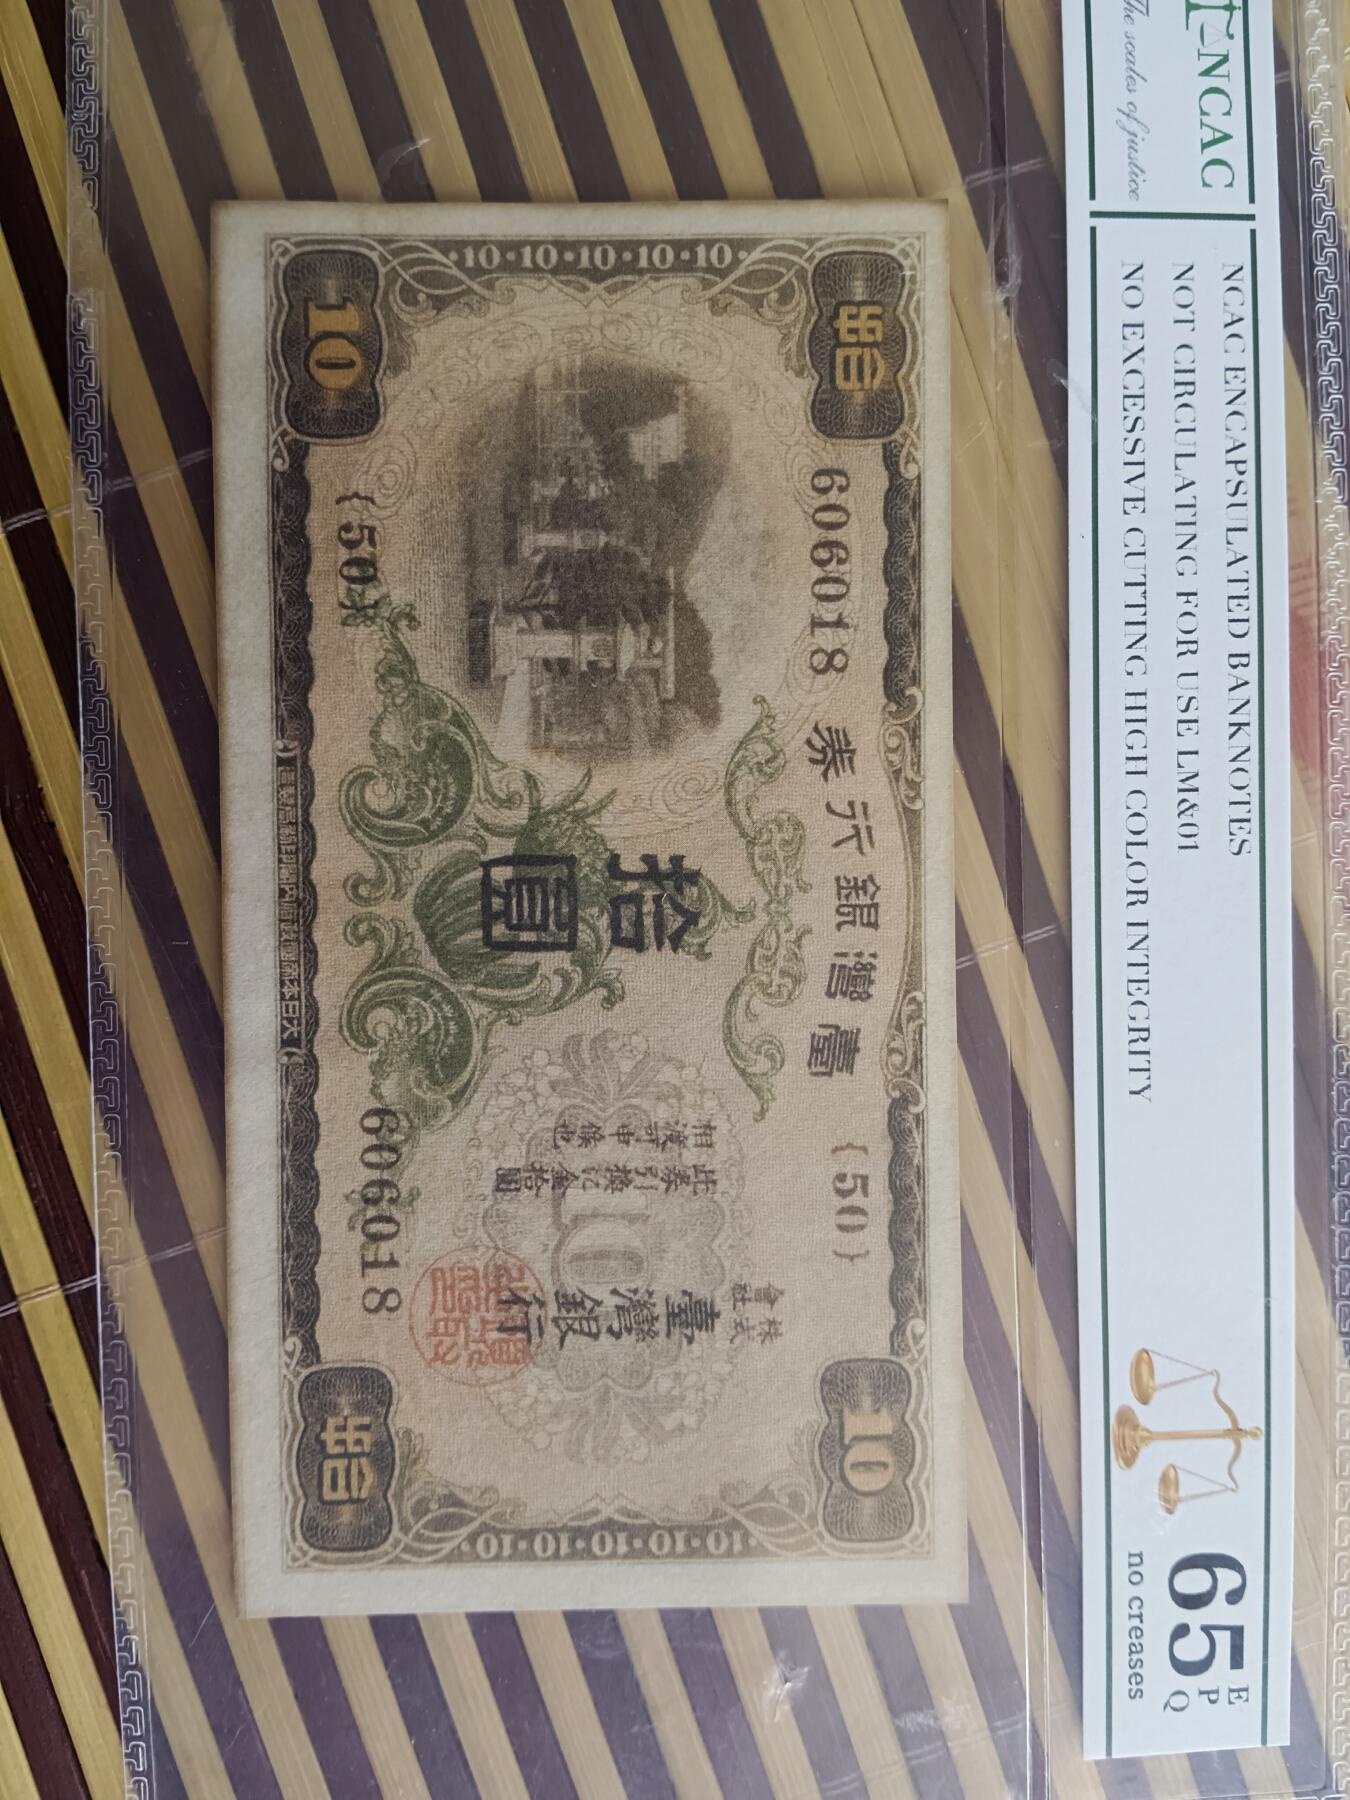 NCAC
The scales of justice
NCAC ENCAPSULATED BANKNOTES
NOT CIRCULATING FOR USE LM&01
NO EXCESSIVE CUTTING HIGH COLOR INTEGRITY
65 EPQ
no creases
10·10·10·10·10
拾
10
606018
{50}
券行銀灣臺
拾圓
{50}
606018
株式會社
臺灣銀行
此券引換に金拾圓
相渡可申候也
10
拾
10·10·10·10·10